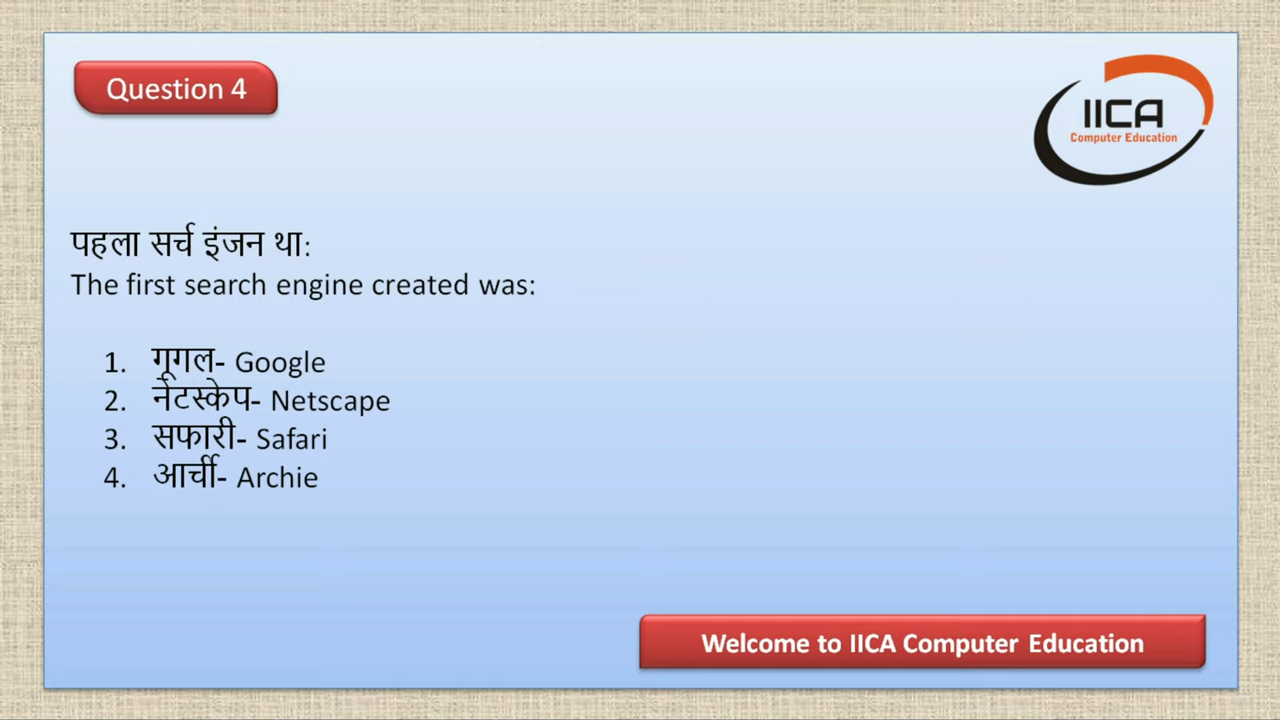 Question 4
IICA
Computer Education
पहला सर्च इंजन था:
The first search engine created was:
1. गूगल- Google
2. नेटस्केप- Netscape
3. सफारी- Safari
4. आर्ची- Archie
Welcome to IICA Computer Education